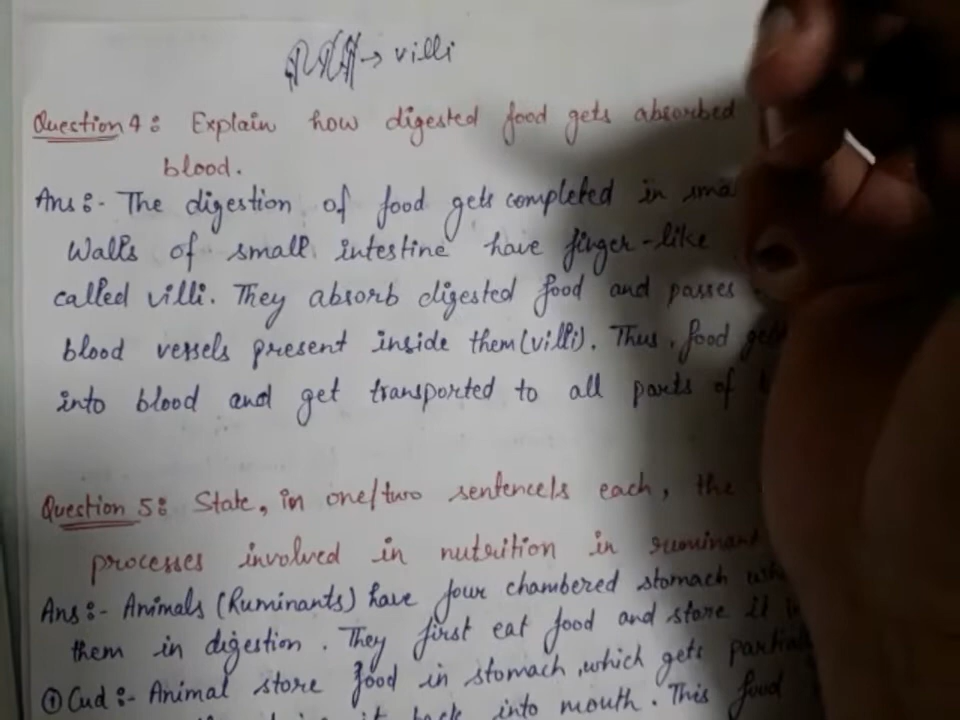 → villi
Question 4: Explain how digested food gets absorbed
blood.
Ans:- The digestion of food gets completed in
Walls of small intestine have finger-like
called villi. They absorb digested food and passes
blood vessels present inside them (villi). Thus, food
into blood and get transported to all parts of
Question 5: State, in one/two sentence/s each, the
processes involved in nutrition in ruminant
Ans:- Animals (Ruminants) have four chambered stomach
them in digestion. They first eat food and store it
① Cud:- Animal store food in stomach, which gets
back into mouth. This food